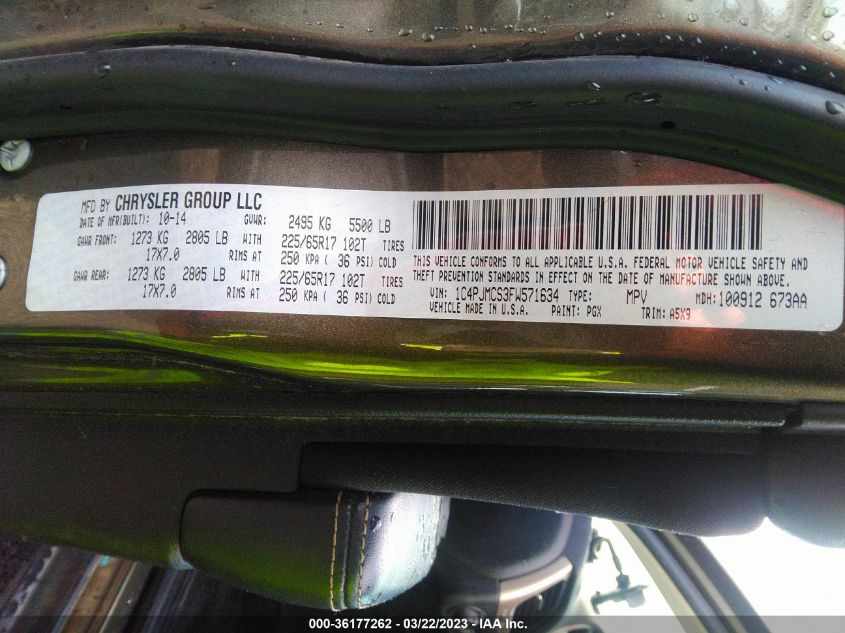 MFD BY CHRYSLER GROUP LLC
DATE OF MFR(BUILT): 10-14 GVWR: 2495 KG 5500 LB
GAWR FRONT: 1273 KG 2805 LB WITH 225/65R17 102T TIRES
17X7.0 RIMS AT 250 KPA ( 36 PSI) COLD
GAWR REAR: 1273 KG 2805 LB WITH 225/65R17 102T TIRES
17X7.0 RIMS AT 250 KPA ( 36 PSI) COLD
THIS VEHICLE CONFORMS TO ALL APPLICABLE U.S.A. FEDERAL MOTOR VEHICLE SAFETY AND
THEFT PREVENTION STANDARDS IN EFFECT ON THE DATE OF MANUFACTURE SHOWN ABOVE.
VIN: 1C4PJMCS3FW571634 TYPE: MPV MDH: 100912 673AA
VEHICLE MADE IN U.S.A. PAINT: PGX TRIM: A5X9
000-36177262 - 03/22/2023 - IAA Inc.